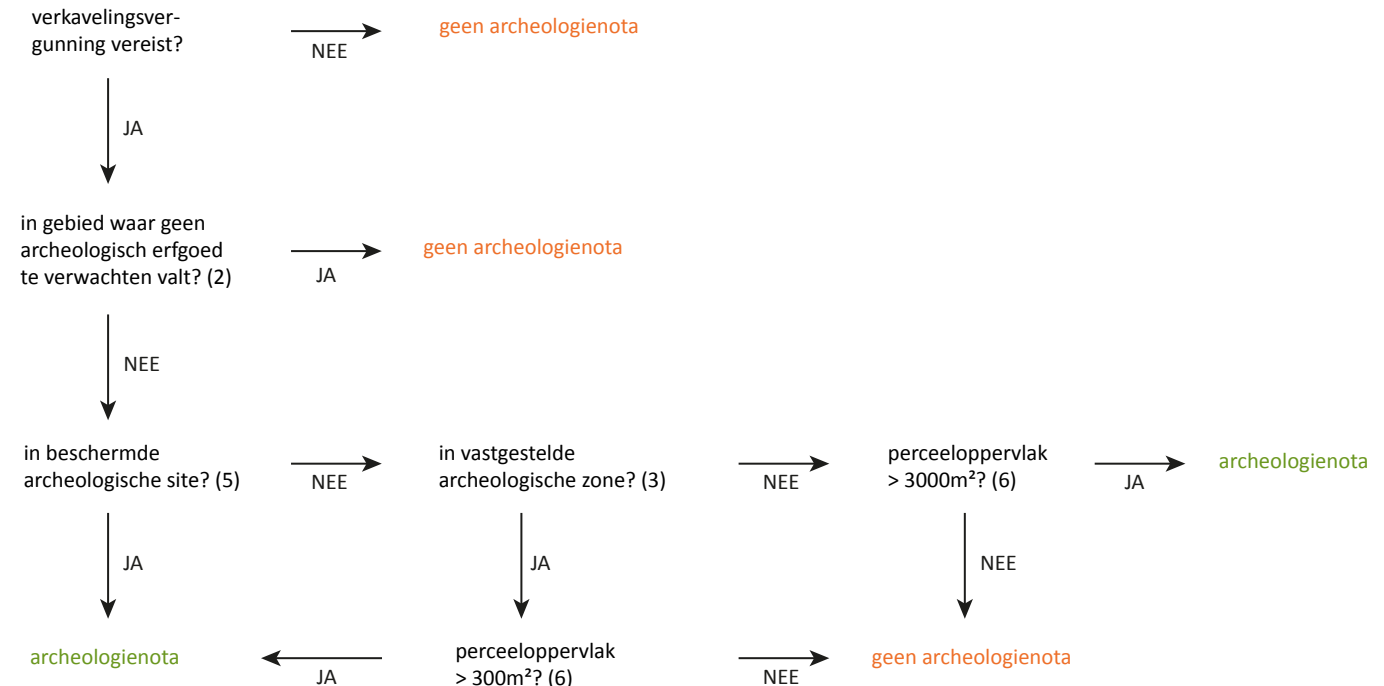 verkavelingsver-
gunning vereist?
NEE
geen archeologienota
JA
in gebied waar geen
archeologisch erfgoed
te verwachten valt? (2)
JA
geen archeologienota
NEE
in beschermde
archeologische site? (5)
NEE
in vastgestelde
archeologische zone? (3)
NEE
perceeloppervlak
> 3000m²? (6)
JA
archeologienota
JA
JA
NEE
archeologienota
JA
perceeloppervlak
> 300m²? (6)
NEE
geen archeologienota